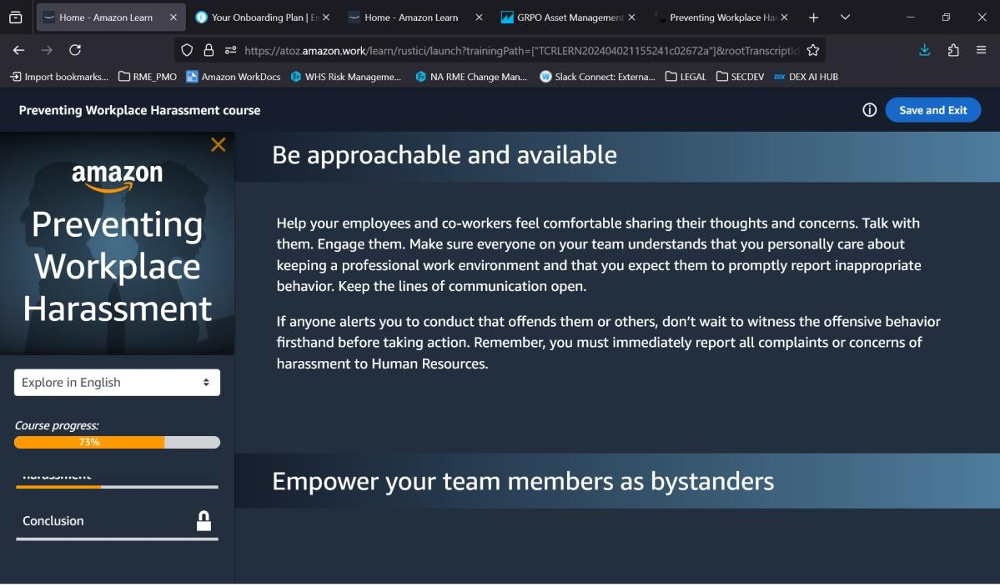 Home - Amazon Learn
Your Onboarding Plan | En
Home - Amazon Learn
GRPO Asset Management
Preventing Workplace Har
https://atoz.amazon.work/learn/rustici/launch?trainingPath=["TCRLERN202404021155241c02672a"]&rootTranscriptId
Import bookmarks...
RME_PMO
Amazon WorkDocs
WHS Risk Manageme...
NA RME Change Man...
Slack Connect: Externa...
LEGAL
SECDEV
DEX AI HUB
Preventing Workplace Harassment course
Save and Exit
amazon
Preventing
Workplace
Harassment
Explore in English
Course progress:
73%
harassment
Conclusion
Be approachable and available
Help your employees and co-workers feel comfortable sharing their thoughts and concerns. Talk with
them. Engage them. Make sure everyone on your team understands that you personally care about
keeping a professional work environment and that you expect them to promptly report inappropriate
behavior. Keep the lines of communication open.
If anyone alerts you to conduct that offends them or others, don’t wait to witness the offensive behavior
firsthand before taking action. Remember, you must immediately report all complaints or concerns of
harassment to Human Resources.
Empower your team members as bystanders